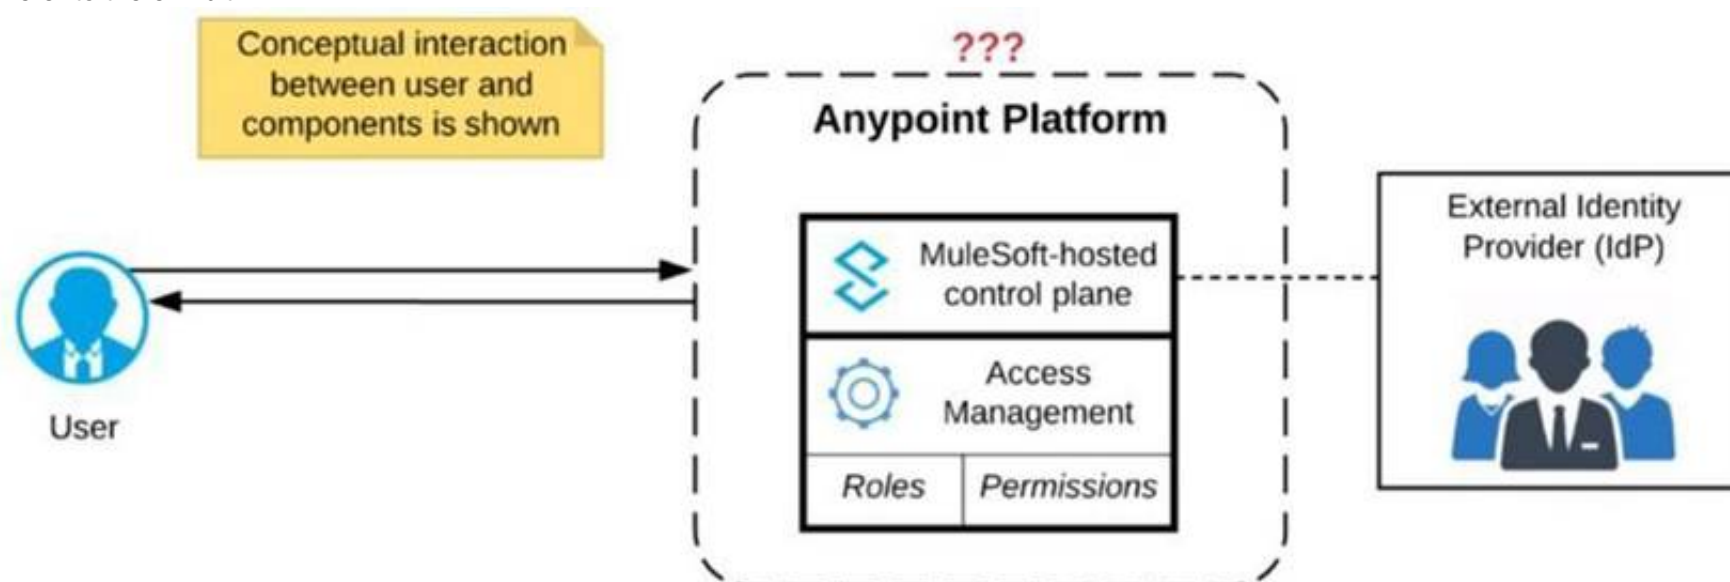 Conceptual interaction
between user and
components is shown
???
Anypoint Platform
MuleSoft-hosted
control plane
Access
Management
Roles
Permissions
User
External Identity
Provider (IdP)